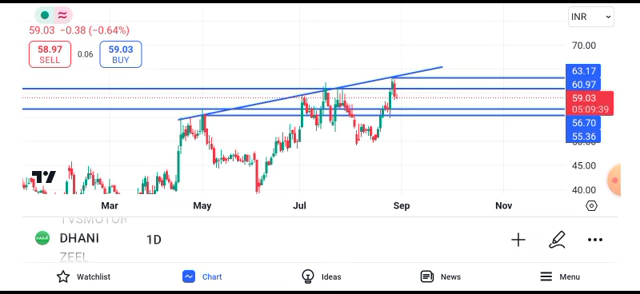 INR
59.03 −0.38 (−0.64%)
58.97
SELL
0.06
59.03
BUY
70.00
63.17
60.97
59.03
05:09:39
56.70
55.36
45.00
40.00
Mar May Jul Sep Nov
TVSMOTOR
DHANI 1D
ZEEL
Watchlist Chart Ideas News Menu